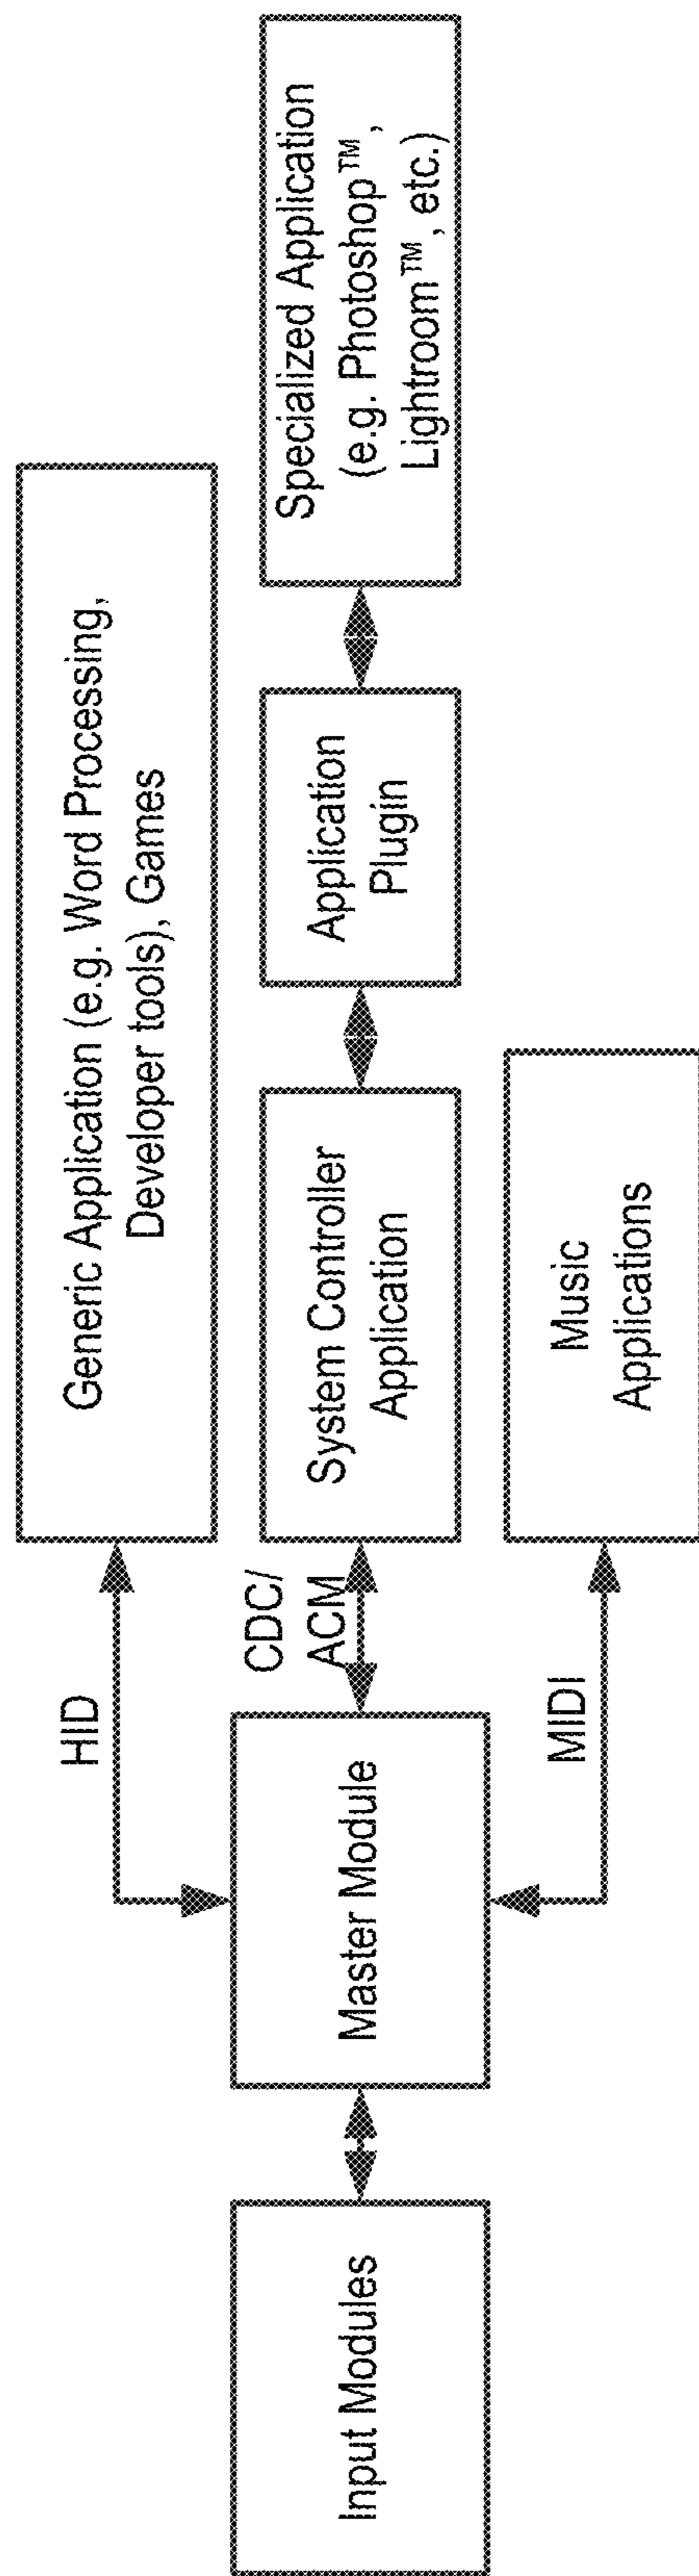 Input Modules
Master Module
HID
CDC/
ACM
MIDI
Generic Application (e.g. Word Processing,
Developer tools), Games
System Controller
Application
Application
Plugin
Specialized Application
(e.g. Photoshop™,
Lightroom™, etc.)
Music
Applications